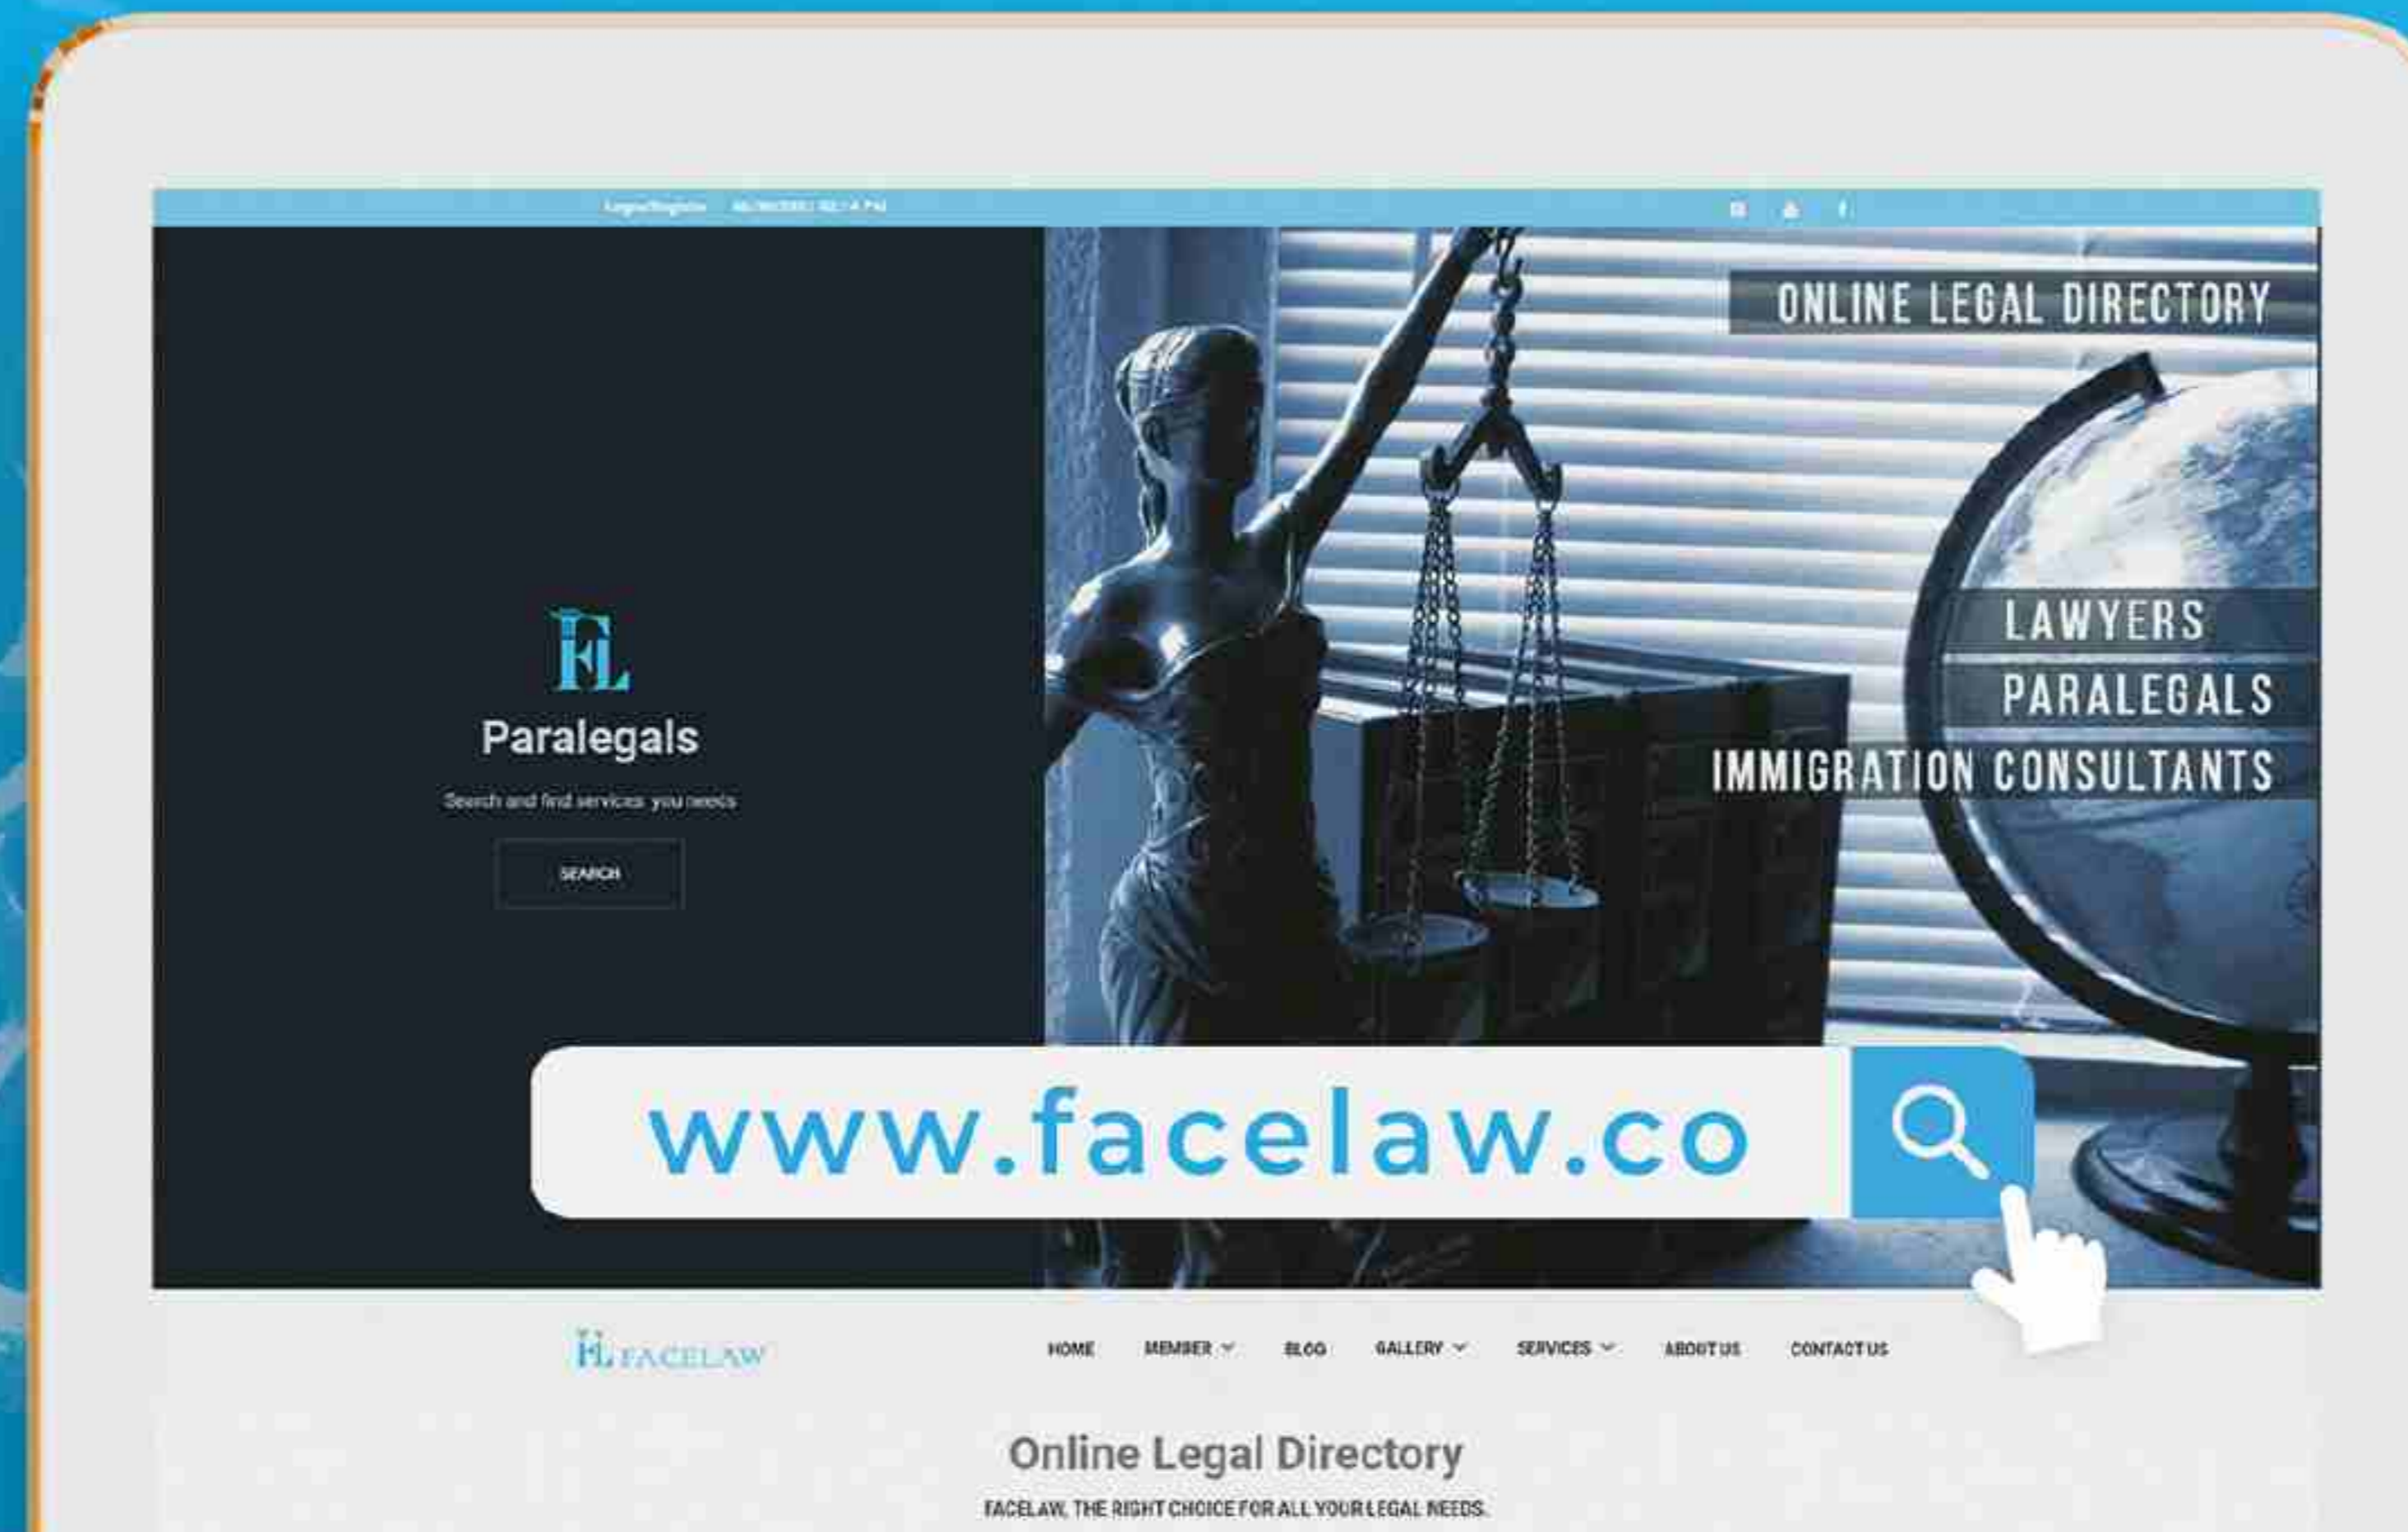 Login/Register
ONLINE LEGAL DIRECTORY
LAWYERS
PARALEGALS
IMMIGRATION CONSULTANTS
FL
Paralegals
Search and find services you needs
SEARCH
www.facelaw.co
FL FACELAW
HOME MEMBER BLOG GALLERY SERVICES ABOUT US CONTACT US
Online Legal Directory
FACELAW, THE RIGHT CHOICE FOR ALL YOUR LEGAL NEEDS.